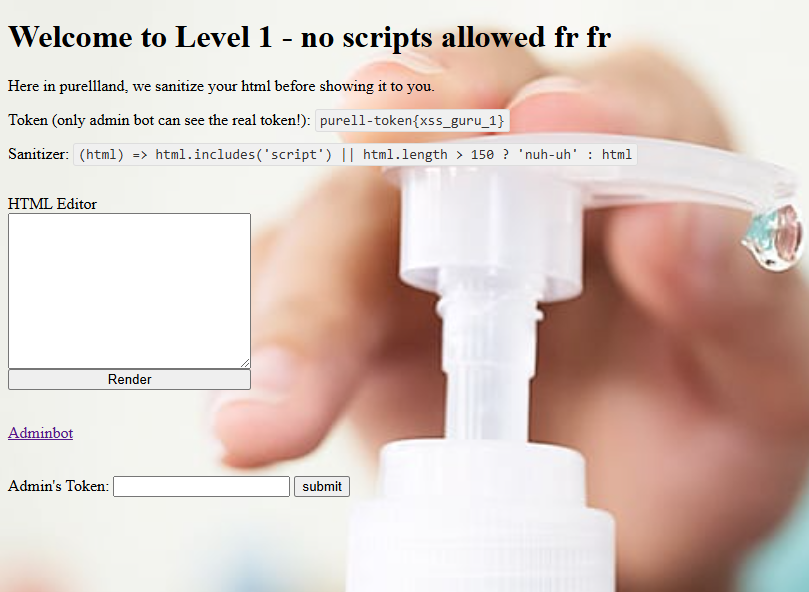 Welcome to Level 1 - no scripts allowed fr fr
Here in purellland, we sanitize your html before showing it to you.
Token (only admin bot can see the real token!): purell-token{xss_guru_1}
Sanitizer: (html) => html.includes('script') || html.length > 150 ? 'nuh-uh' : html
HTML Editor
Render
Adminbot
Admin's Token: submit